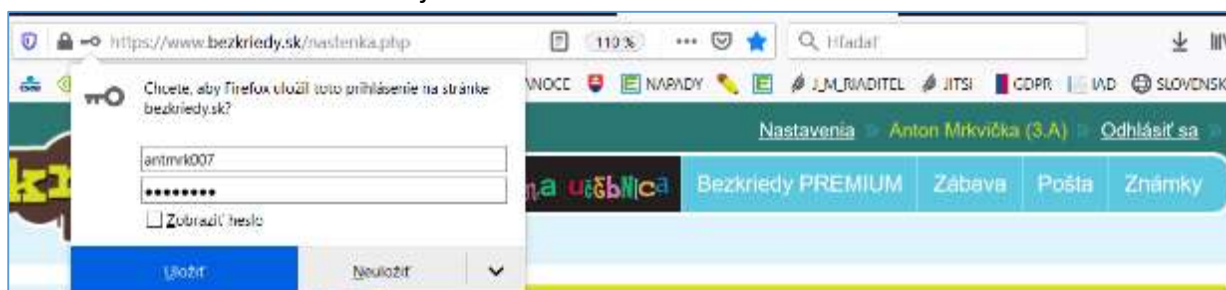 https://www.bezkriedy.sk/nastenka.php
110 %
Hľadať
Chcete, aby Firefox uložil toto prihlásenie na stránke
bezkriedy.sk?
NAPADY
J_M_RIADITEL
JITSI
GDPR
IAD
SLOVENSK
antmrk007
Zobraziť heslo
Uložiť
Neuložiť
Nastavenia
Anton Mrkvička (3.A)
Odhlásiť sa
učebnica
Bezkriedy PREMIUM
Zábava
Pošta
Známky